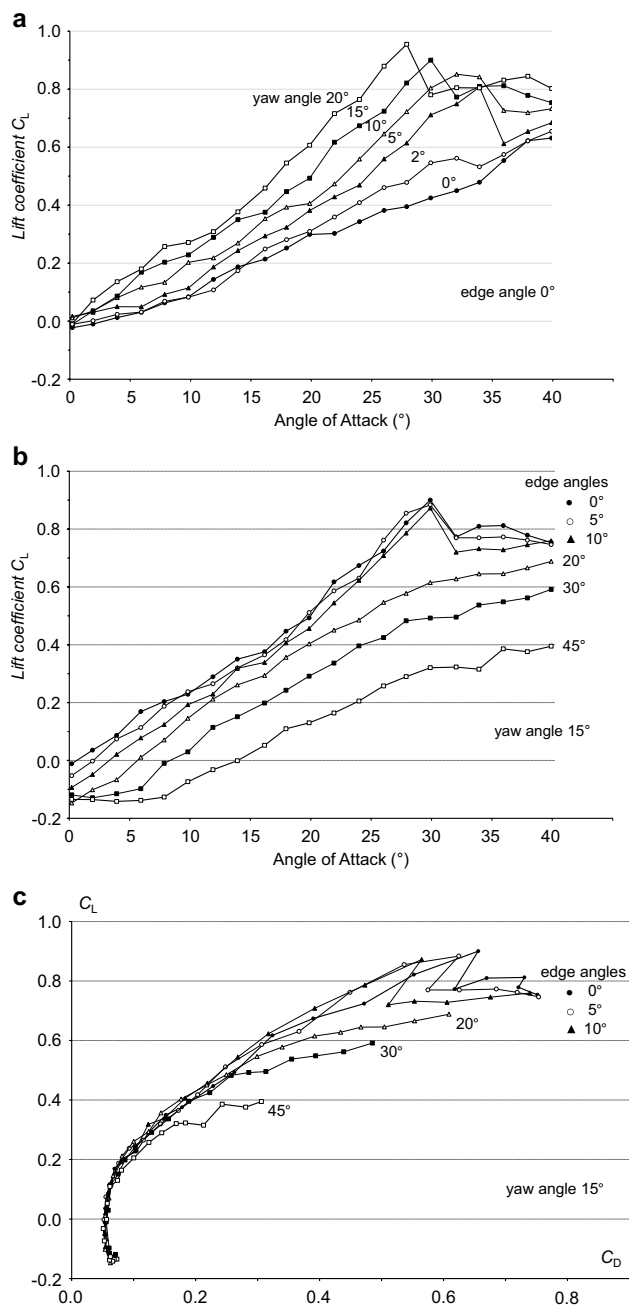 a
1.0
0.8
0.6
0.4
0.2
0.0
-0.2
Lift coefficient CL
yaw angle 20°
15°
10°
5°
2°
0°
edge angle 0°
0 5 10 15 20 25 30 35 40
Angle of Attack (°)
b
1.0
0.8
0.6
0.4
0.2
0.0
-0.2
Lift coefficient CL
edge angles
0°
5°
10°
20°
30°
45°
yaw angle 15°
0 5 10 15 20 25 30 35 40
Angle of Attack (°)
c
CL
1.0
0.8
0.6
0.4
0.2
0.0
-0.2
edge angles
0°
5°
10°
20°
30°
45°
yaw angle 15°
CD
0.0 0.2 0.4 0.6 0.8